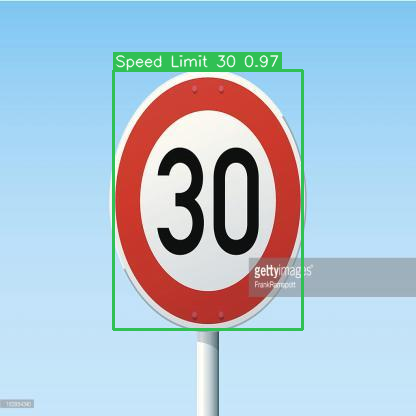 Speed Limit 30 0.97
30
gettyimages®
FrankRamspott